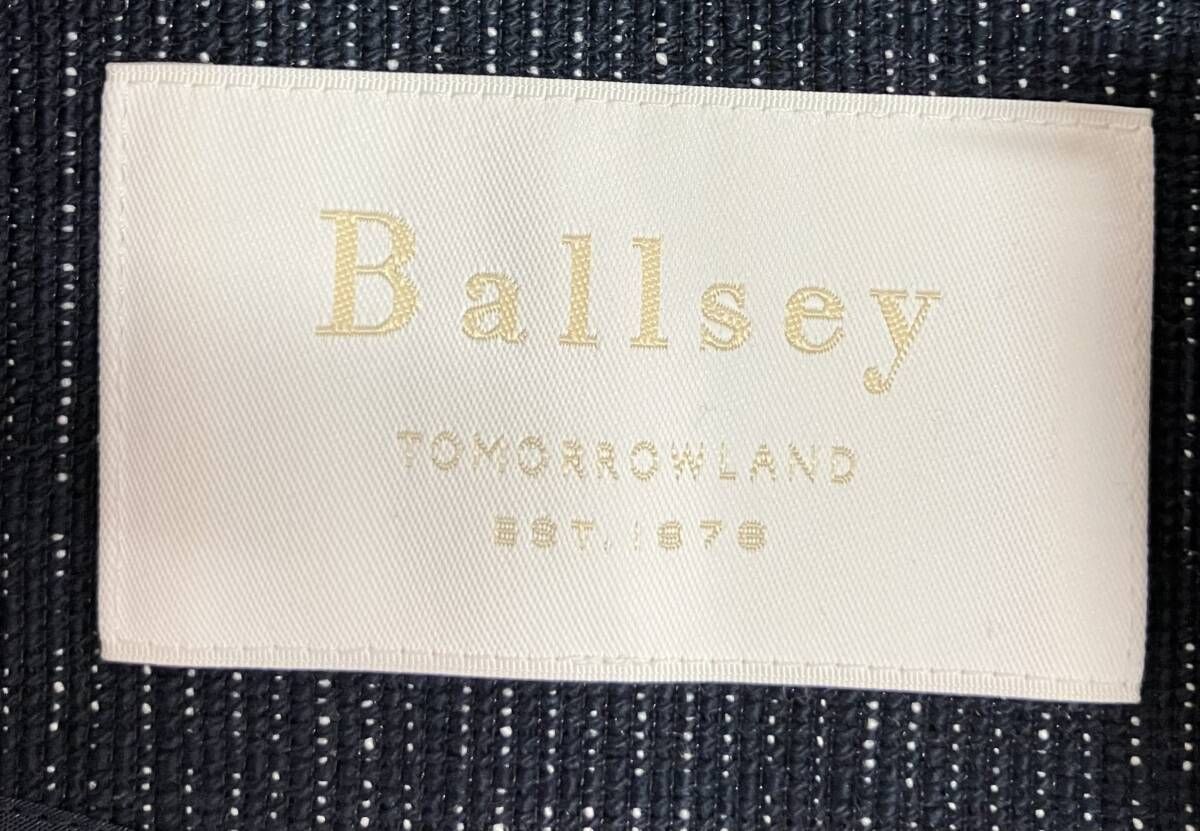 Ballsey
TOMORROWLAND
EST. 1978